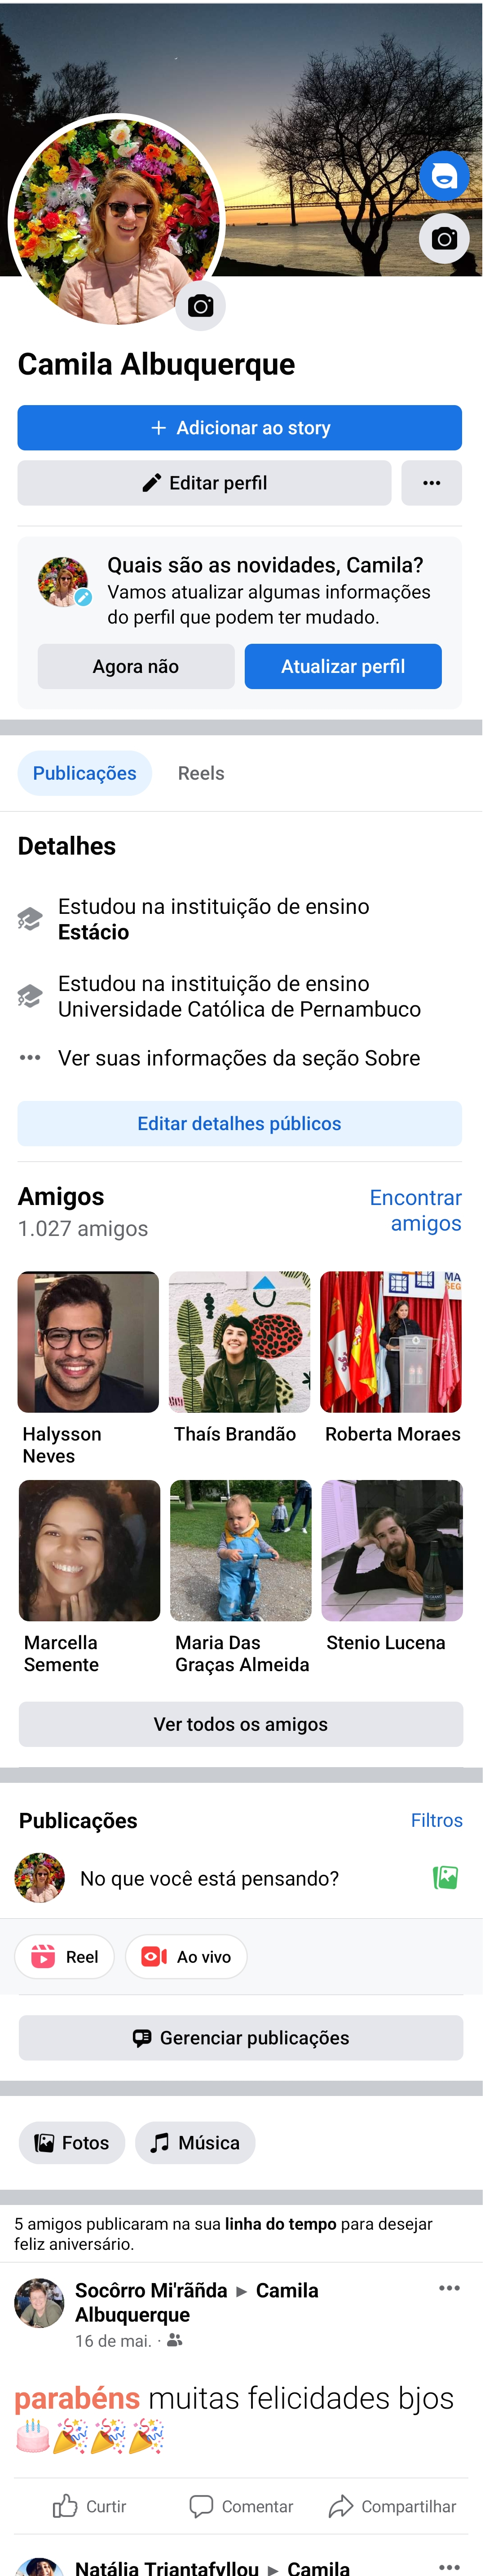 Camila Albuquerque
Adicionar ao story
Editar perfil
Quais são as novidades, Camila?
Vamos atualizar algumas informações
do perfil que podem ter mudado.
Agora não
Atualizar perfil
Publicações
Reels
Detalhes
Estudou na instituição de ensino
Estácio
Estudou na instituição de ensino
Universidade Católica de Pernambuco
Ver suas informações da seção Sobre
Editar detalhes públicos
Amigos
1.027 amigos
Encontrar
amigos
MA
SEG
Halysson
Neves
Thaís Brandão
Roberta Moraes
Marcella
Semente
Maria Das
Graças Almeida
Stenio Lucena
Ver todos os amigos
Publicações
Filtros
No que você está pensando?
Reel
Ao vivo
Gerenciar publicações
Fotos
Música
5 amigos publicaram na sua linha do tempo para desejar
feliz aniversário.
Socôrro Mi'rãñda ▸ Camila
Albuquerque
16 de mai. ·
parabéns muitas felicidades bjos
🎂🎉🎉🎉
Curtir
Comentar
Compartilhar
Natália Triantafyllou ▸ Camila